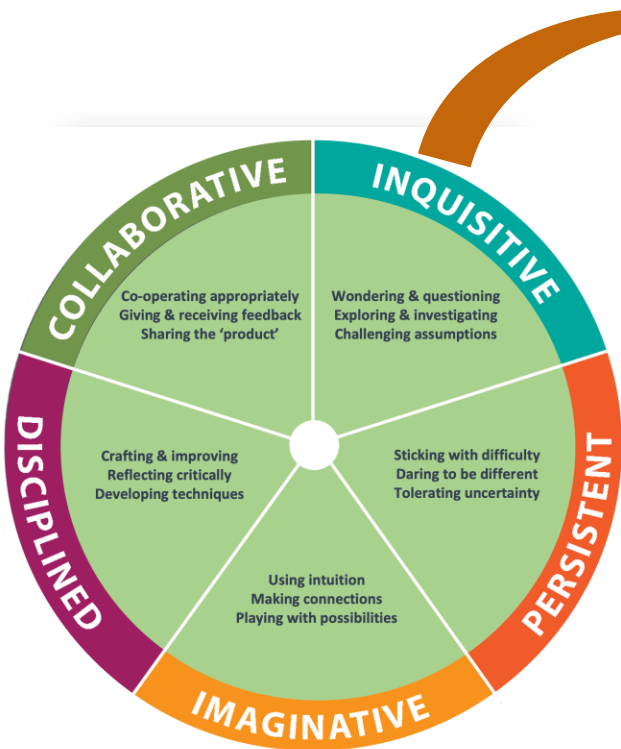 COLLABORATIVE
Co-operating appropriately
Giving & receiving feedback
Sharing the ‘product’
INQUISITIVE
Wondering & questioning
Exploring & investigating
Challenging assumptions
PERSISTENT
Sticking with difficulty
Daring to be different
Tolerating uncertainty
IMAGINATIVE
Using intuition
Making connections
Playing with possibilities
DISCIPLINED
Crafting & improving
Reflecting critically
Developing techniques